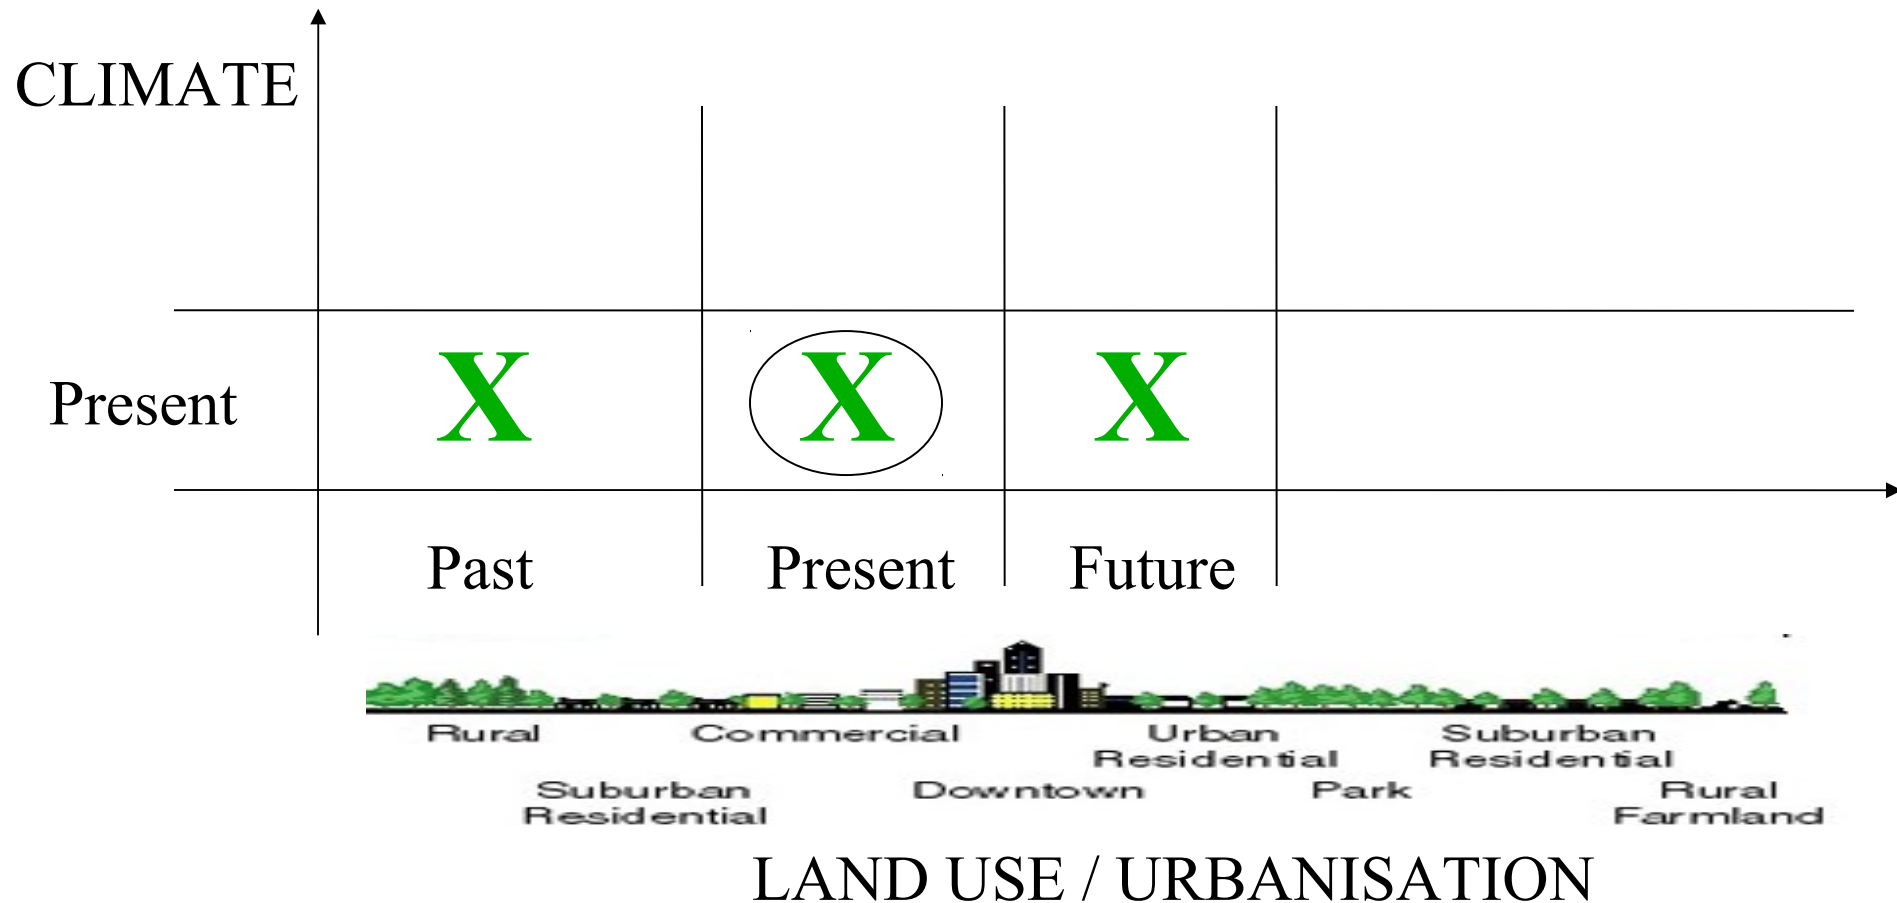 CLIMATE
Present X X X
Past Present Future
Rural Commercial Urban Residential Suburban Residential
Suburban Residential Downtown Park Rural Farmland
LAND USE / URBANISATION